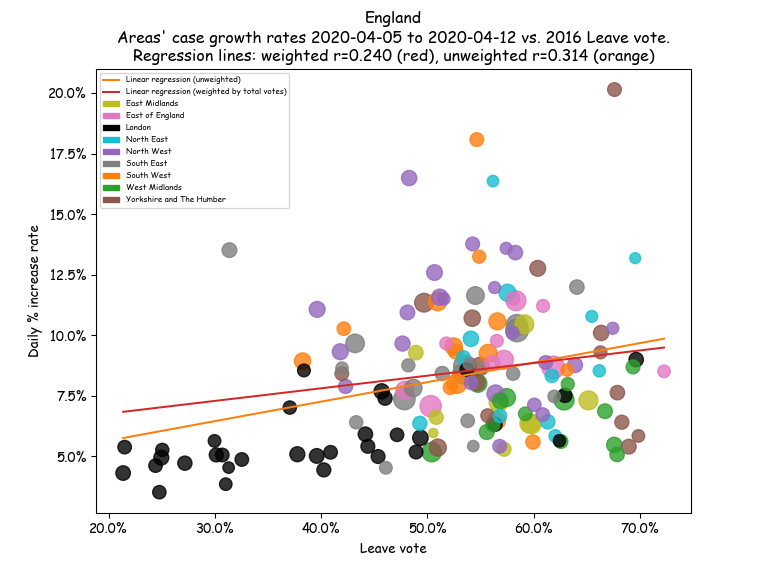 England
Areas' case growth rates 2020-04-05 to 2020-04-12 vs. 2016 Leave vote.
Regression lines: weighted r=0.240 (red), unweighted r=0.314 (orange)
Linear regression (unweighted)
Linear regression (weighted by total votes)
East Midlands
East of England
London
North East
North West
South East
South West
West Midlands
Yorkshire and The Humber
Daily % increase rate
20.0%
17.5%
15.0%
12.5%
10.0%
7.5%
5.0%
20.0% 30.0% 40.0% 50.0% 60.0% 70.0%
Leave vote